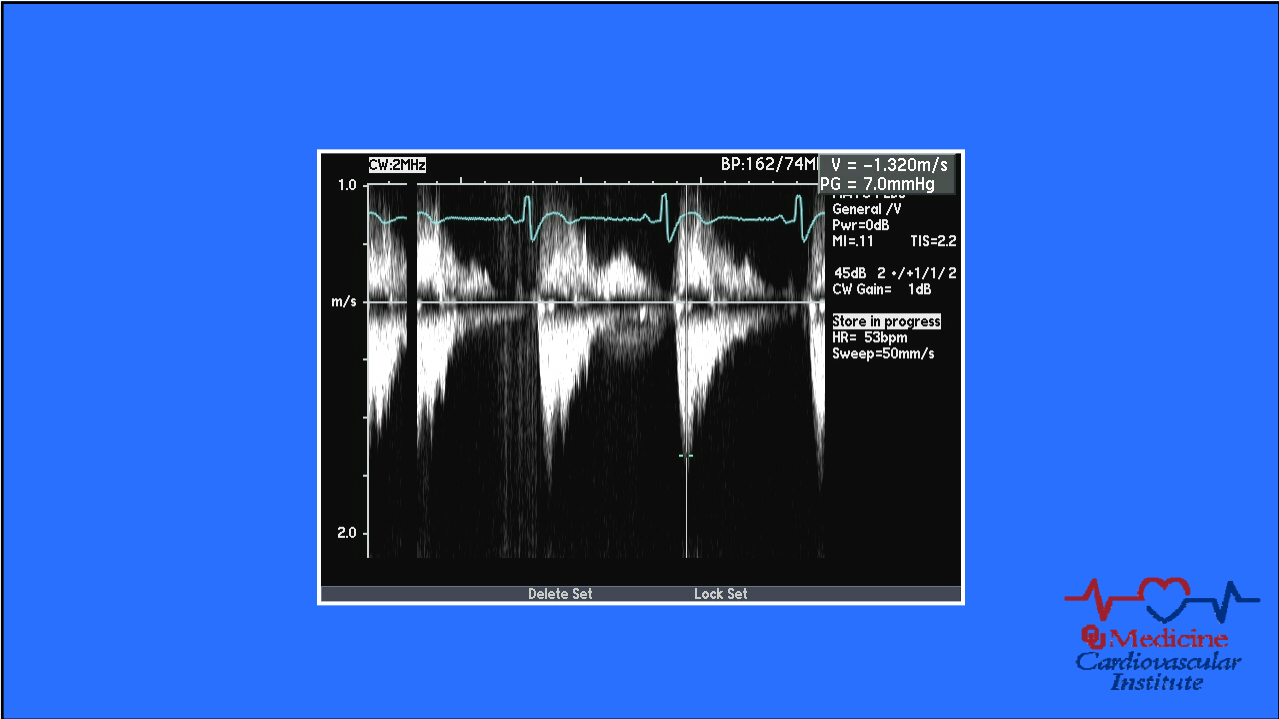 CW:2MHz
BP:162/74M
V = -1.320m/s
PG = 7.0mmHg
1.0
General /V
Pwr=0dB
MI=.11 TIS=2.2
45dB 2 •/+1/1/2
CW Gain= 1dB
m/s
Store in progress
HR= 53bpm
Sweep=50mm/s
2.0
Delete Set
Lock Set
OU Medicine
Cardiovascular
Institute